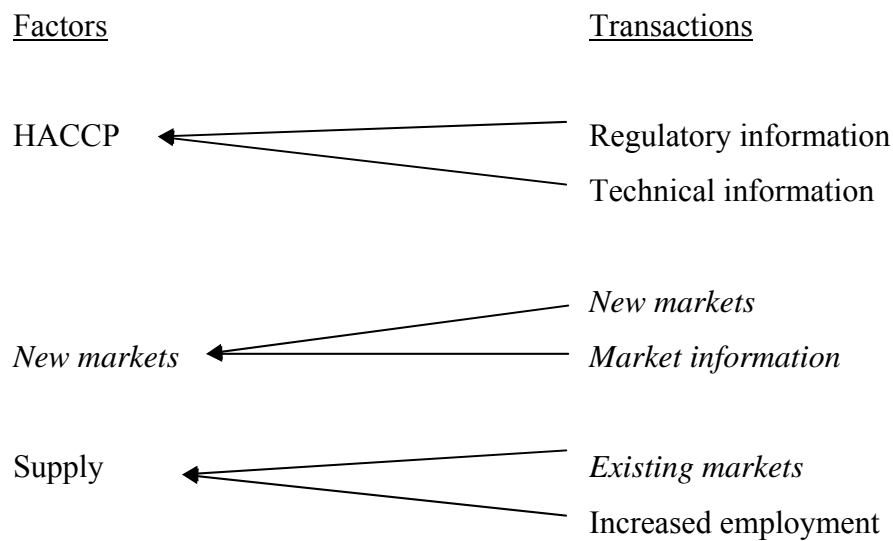 Factors Transactions
HACCP Regulatory information
Technical information
New markets
New markets Market information
Supply Existing markets
Increased employment